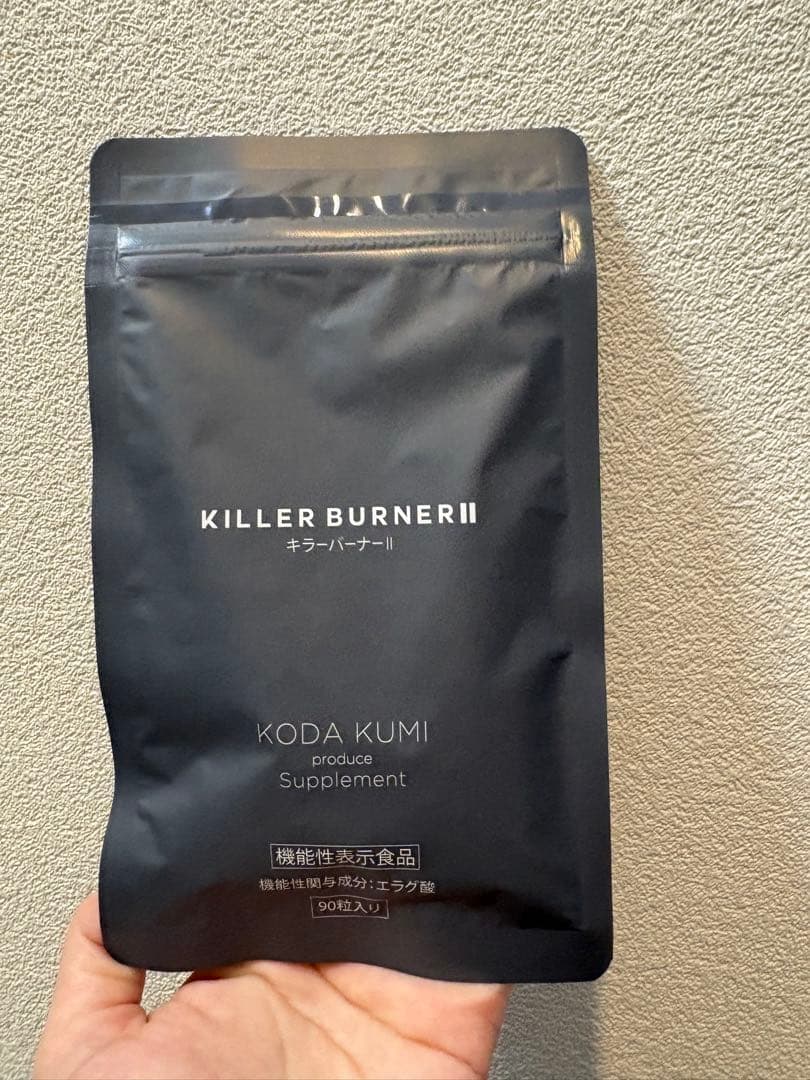 KILLER BURNERⅡ
キラーバーナーⅡ
KODA KUMI
produce
Supplement
機能性表示食品
機能性関与成分：エラグ酸
90粒入り